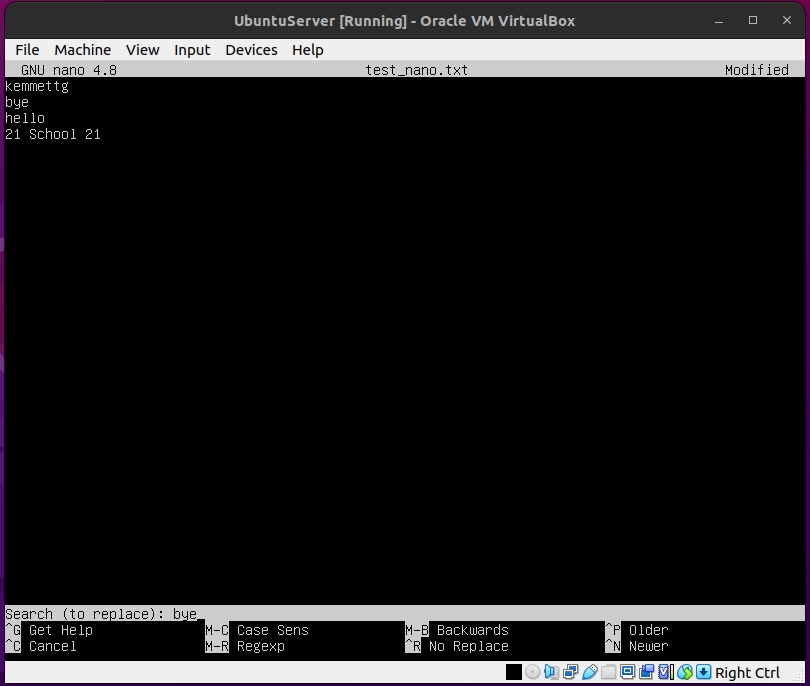 UbuntuServer [Running] - Oracle VM VirtualBox
File Machine View Input Devices Help
GNU nano 4.8 test_nano.txt Modified
kemmettg
bye
hello
21 School 21
Search (to replace): bye
^G Get Help M-C Case Sens M-B Backwards ^P Older
^C Cancel M-R Regexp ^R No Replace ^N Newer
Right Ctrl